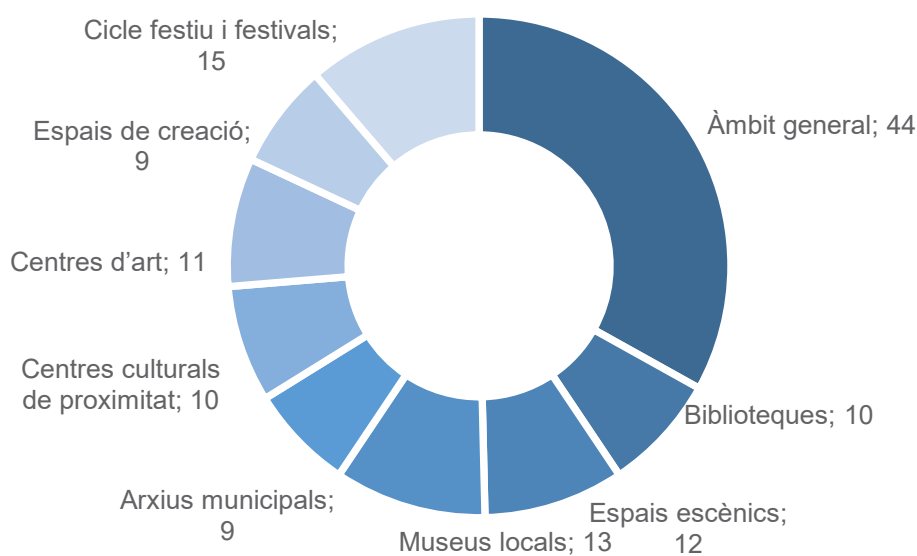 Cicle festiu i festivals;
15
Àmbit general; 44
Espais de creació;
9
Centres d’art; 11
Centres culturals
de proximitat; 10
Biblioteques; 10
Arxius municipals;
9
Museus locals; 13
Espais escènics;
12